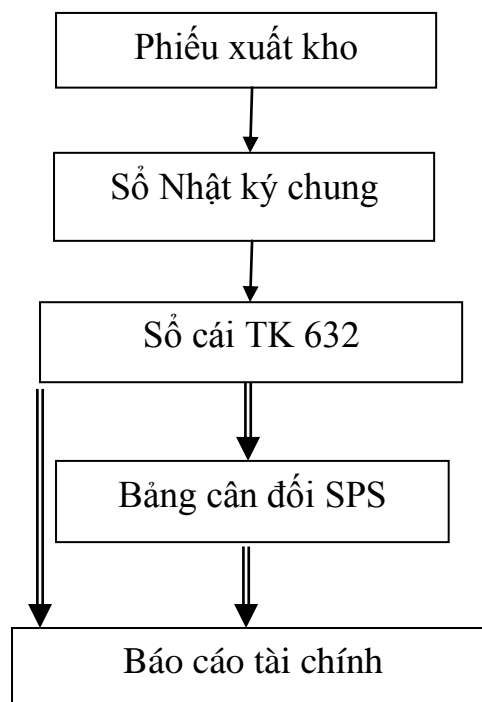 Phiếu xuất kho
Sổ Nhật ký chung
Sổ cái TK 632
Bảng cân đối SPS
Báo cáo tài chính